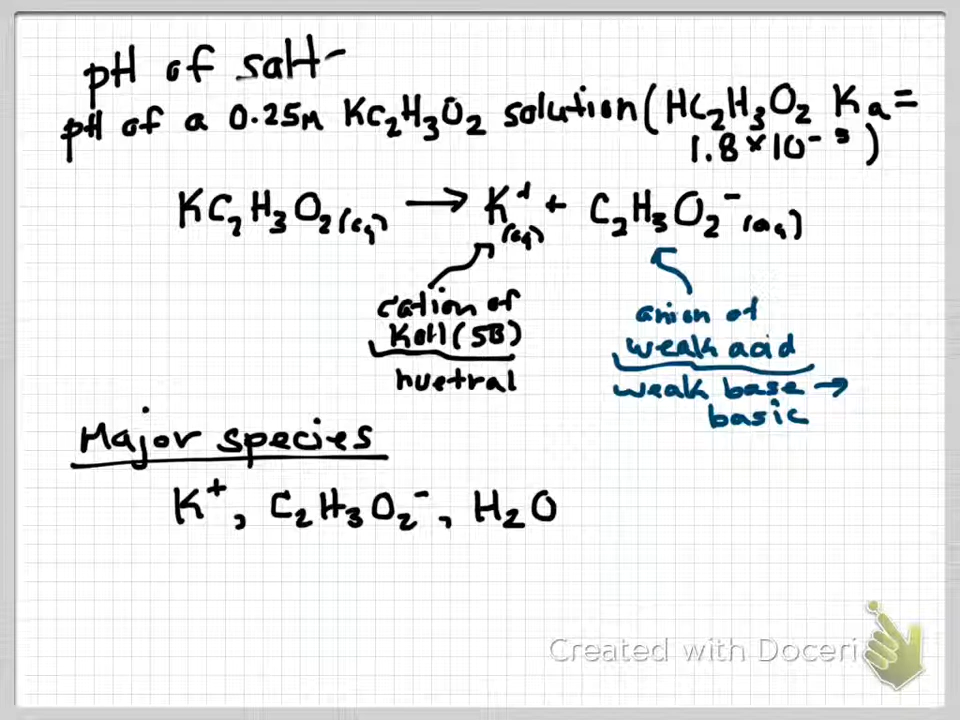 pH of salt-
pH of a 0.25M KC₂H₃O₂ solution (HC₂H₃O₂ Ka =
1.8×10⁻⁵)
KC₂H₃O₂(aq) → K⁺(aq) + C₂H₃O₂⁻(aq)
cation of
KOH (SB)
nuetral
anion of
weak acid
weak base →
basic
Major species
K⁺, C₂H₃O₂⁻, H₂O
Created with Doceri